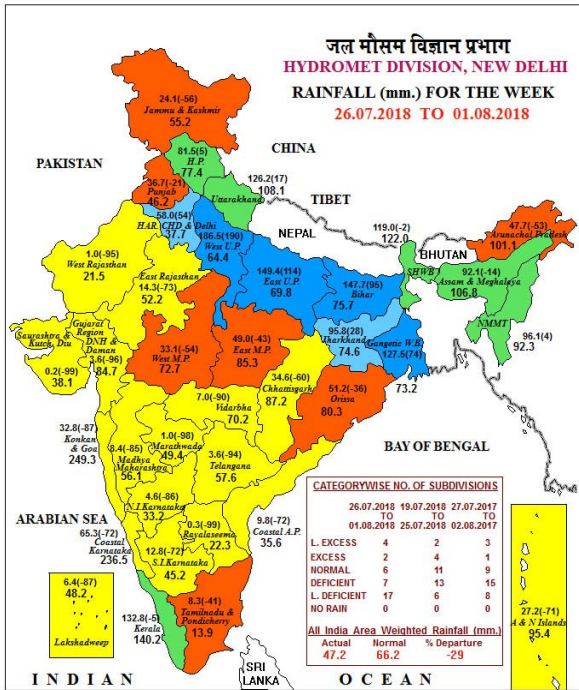 जल मौसम विज्ञान प्रभाग
HYDROMET DIVISION, NEW DELHI
RAINFALL (mm.) FOR THE WEEK
26.07.2018 TO 01.08.2018
24.1(-56)
Jammu & Kashmir
55.2
CHINA
PAKISTAN
81.5(5)
H.P.
77.4
36.7(-21)
Punjab
46.2
126.2(17)
108.1
Uttarakhand
TIBET
58.0(54)
HAR. CHD & Delhi
37.7
NEPAL
186.5(190)
West U.P.
64.4
119.0(-2)
122.0
BHUTAN
47.7(-53)
Arunachal Pradesh
101.1
1.0(-95)
West Rajasthan
21.5
East Rajasthan
14.3(-73)
52.2
149.4(114)
East U.P.
69.8
147.7(95)
Bihar
75.7
SHWB
92.1(-14)
Assam & Meghalaya
106.8
NMMT
96.1(4)
92.3
Saurashtra &
Kutch, Diu
0.2(-99)
38.1
Gujarat
Region
DNH &
Daman
3.6(-96)
84.7
33.1(-54)
West M.P.
72.7
49.0(-43)
East M.P.
85.3
95.8(28)
Jharkhand
74.6
Gangetic W.B
127.5(74)
73.2
34.6(-60)
Chhattisgarh
87.2
51.2(-36)
Orissa
80.3
7.0(-90)
Vidarbha
70.2
32.8(-87)
Konkan
& Goa
249.3
8.4(-85)
Madhya
Maharashtra
56.1
1.0(-98)
Marathwada
49.4
3.6(-94)
Telangana
57.6
BAY OF BENGAL
ARABIAN SEA
4.6(-86)
N.I.Karnataka
33.2
0.3(-99)
Rayalaseema
22.3
9.8(-72)
Coastal A.P.
35.6
65.3(-72)
Coastal
Karnataka
236.5
12.8(-72)
S.I.Karnataka
45.2
6.4(-87)
48.2
Lakshadweep
132.8(-5)
Kerala
140.2
8.3(-41)
Tamilnadu &
Pondicherry
13.9
27.2(-71)
A & N Islands
95.4
CATEGORYWISE NO. OF SUBDIVISIONS
26.07.2018 19.07.2018 27.07.2017
TO TO TO
01.08.2018 25.07.2018 02.08.2017
L. EXCESS 4 2 3
EXCESS 2 4 1
NORMAL 6 11 9
DEFICIENT 7 13 15
L. DEFICIENT 17 6 8
NO RAIN 0 0 0
All India Area Weighted Rainfall (mm.)
Actual Normal % Departure
47.2 66.2 -29
SRI
LANKA
INDIAN OCEAN